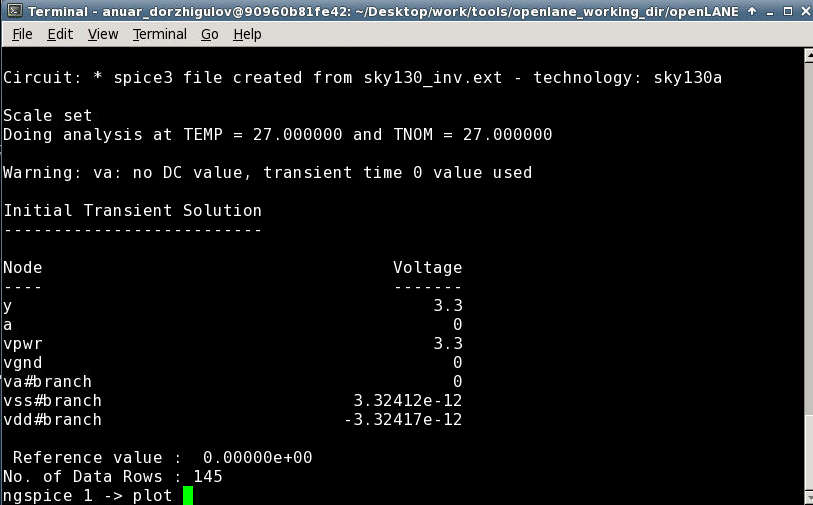 Terminal - anuar_dorzhigulov@90960b81fe42: ~/Desktop/work/tools/openlane_working_dir/openLANE
File Edit View Terminal Go Help
Circuit: * spice3 file created from sky130_inv.ext - technology: sky130a
Scale set
Doing analysis at TEMP = 27.000000 and TNOM = 27.000000
Warning: va: no DC value, transient time 0 value used
Initial Transient Solution
--------------------------
Node Voltage
---- -------
y 3.3
a 0
vpwr 3.3
vgnd 0
va#branch 0
vss#branch 3.32412e-12
vdd#branch -3.32417e-12
Reference value : 0.00000e+00
No. of Data Rows : 145
ngspice 1 -> plot